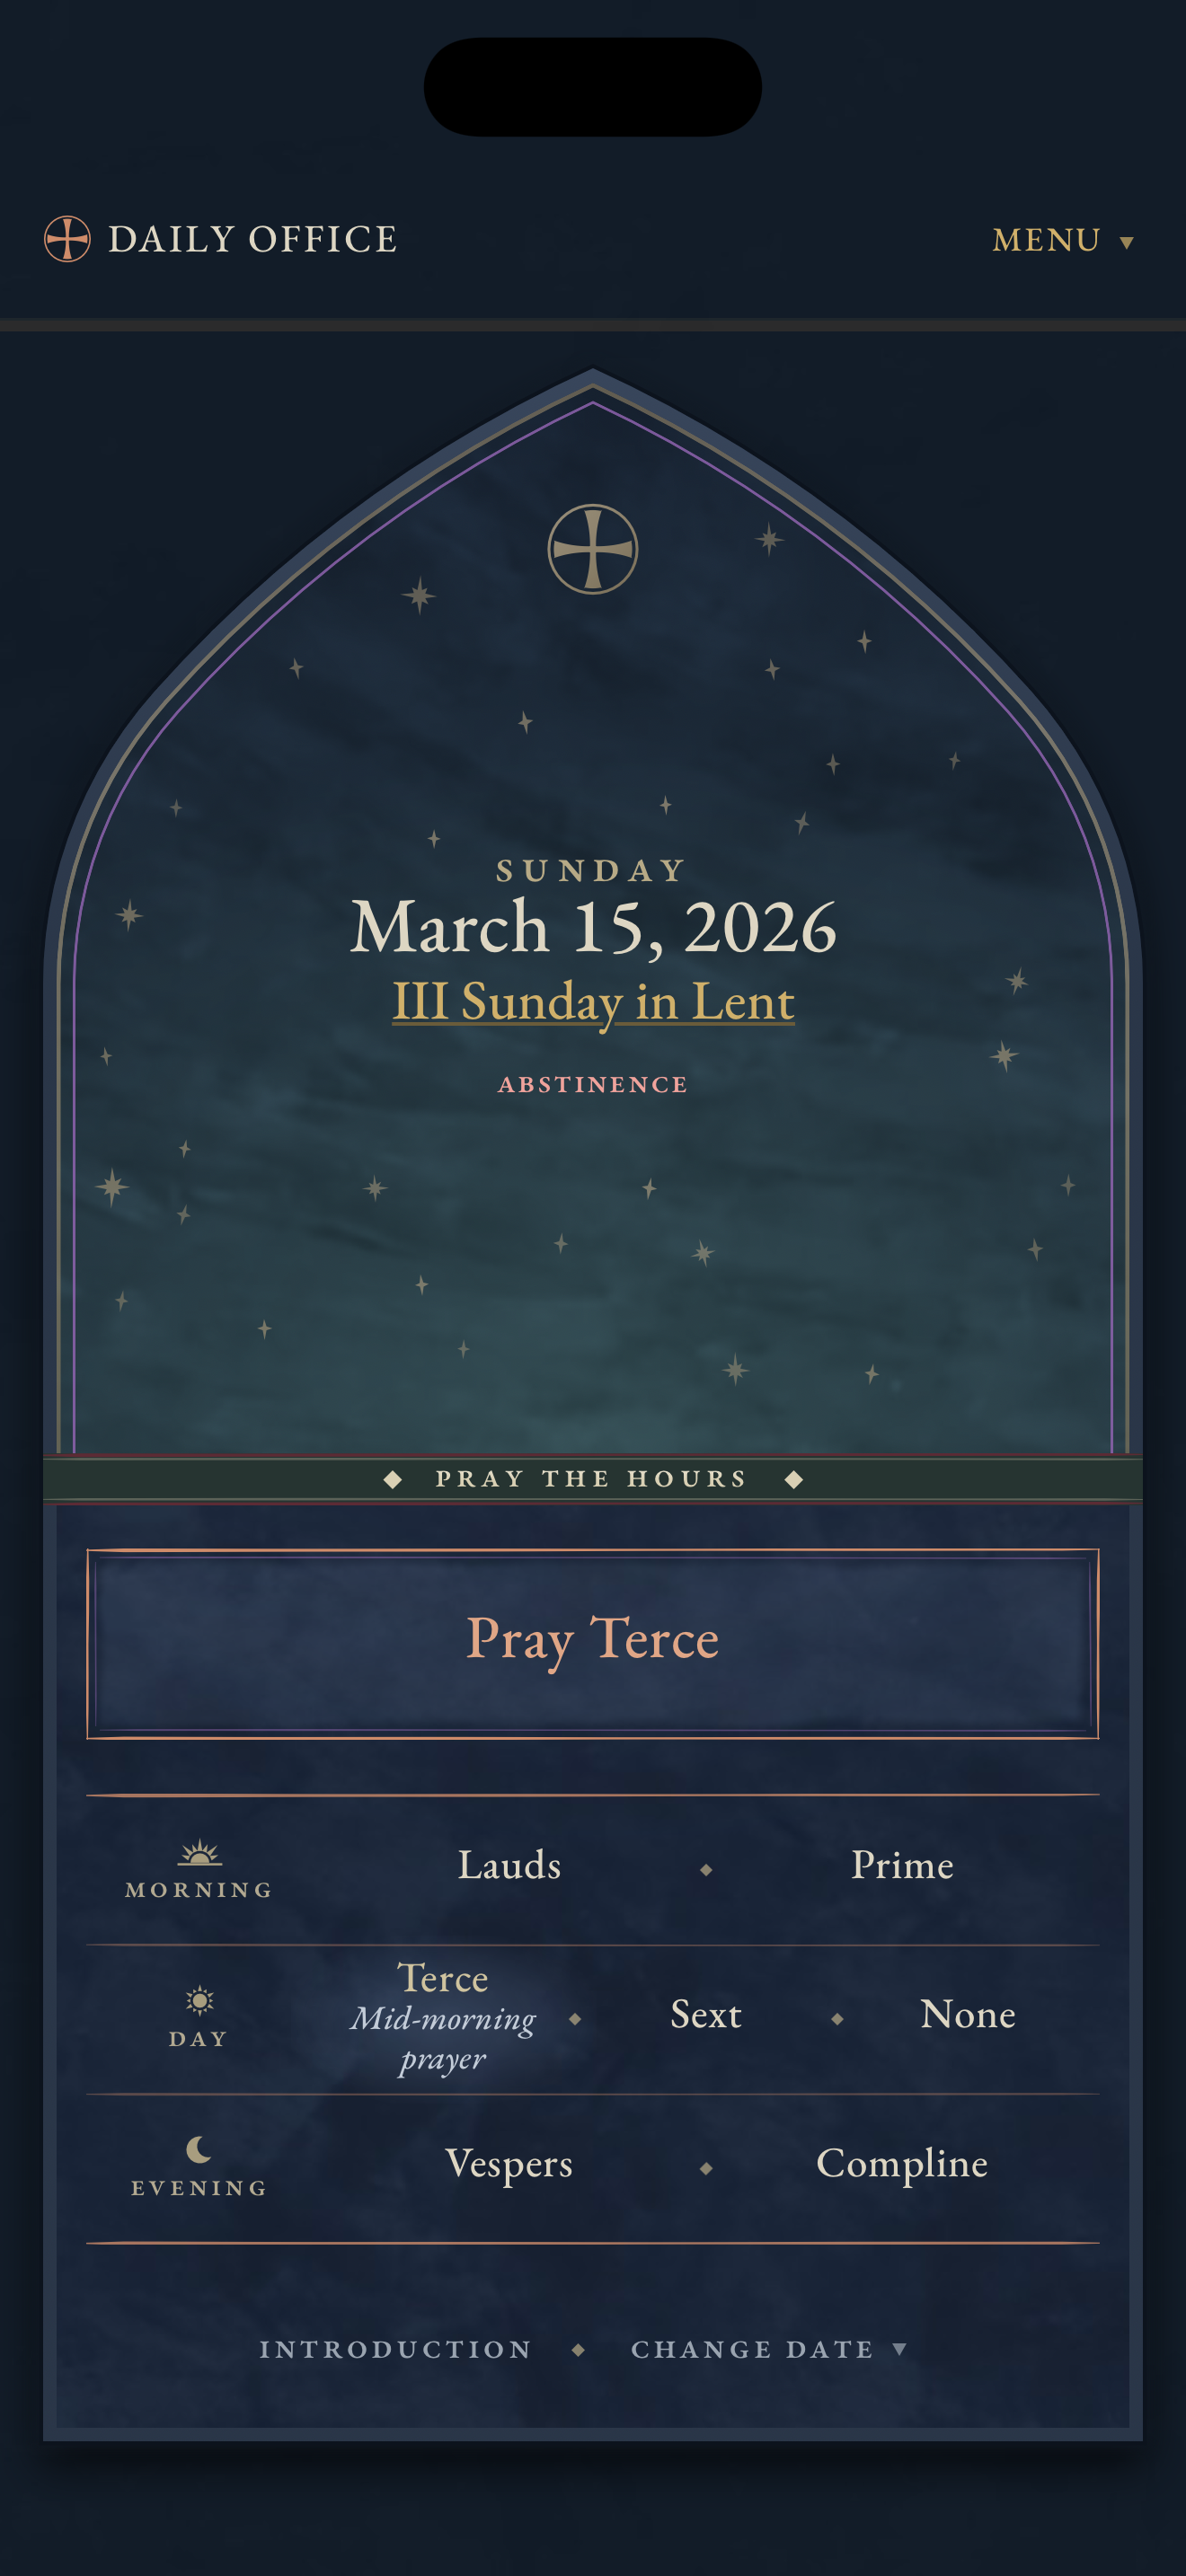 DAILY OFFICE
MENU ▼
SUNDAY
March 15, 2026
III Sunday in Lent
ABSTINENCE
◆ PRAY THE HOURS ◆
Pray Terce
MORNING
Lauds ◆ Prime
DAY
Terce
Mid-morning
prayer
◆ Sext ◆ None
EVENING
Vespers ◆ Compline
INTRODUCTION ◆ CHANGE DATE ▼